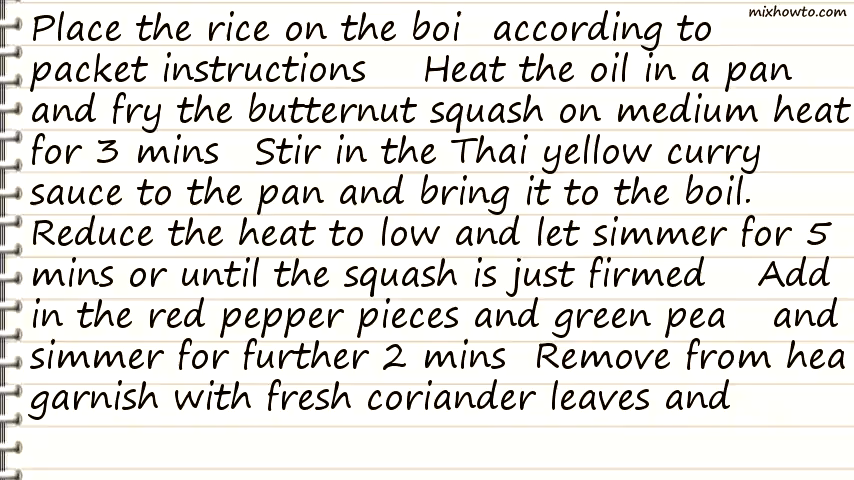 mixhowto.com
Place the rice on the boi according to
packet instructions Heat the oil in a pan
and fry the butternut squash on medium heat
for 3 mins Stir in the Thai yellow curry
sauce to the pan and bring it to the boil.
Reduce the heat to low and let simmer for 5
mins or until the squash is just firmed Add
in the red pepper pieces and green pea and
simmer for further 2 mins Remove from hea
garnish with fresh coriander leaves and